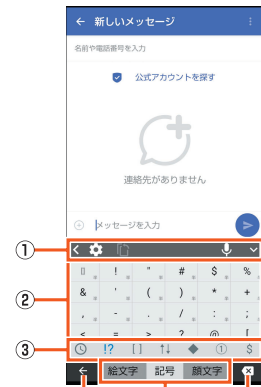 新しいメッセージ
名前や電話番号を入力
公式アカウントを探す
連絡先がありません
メッセージを入力
①
! " # $ %
② & ' ( ) * +
, - . / : ;
< = > ? @ [
③ !? [ ] ↑↓ ◆ ① $
絵文字 記号 顔文字